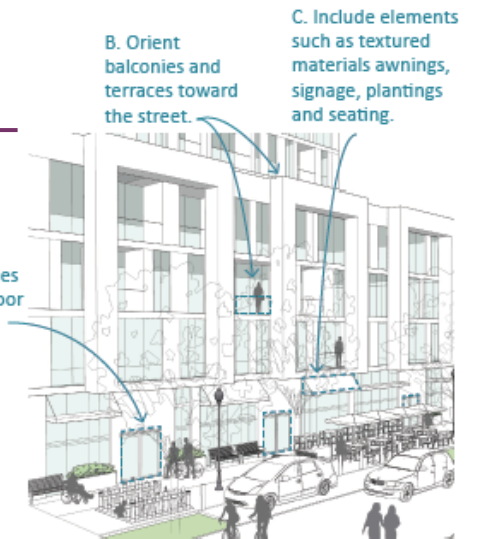 B. Orient
balconies and
terraces toward
the street.
C. Include elements
such as textured
materials awnings,
signage, plantings
and seating.